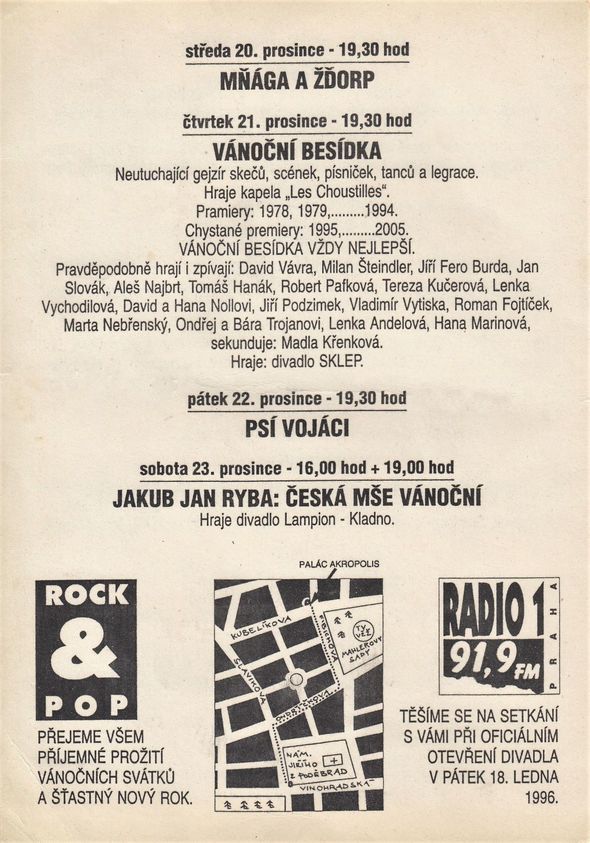 středa 20. prosince - 19,30 hod
MŇÁGA A ŽĎORP
čtvrtek 21. prosince - 19,30 hod
VÁNOČNÍ BESÍDKA
Neutuchající gejzír skečů, scének, písniček, tanců a legrace.
Hraje kapela „Les Choustilles“.
Pramiery: 1978, 1979,.........1994.
Chystané premiery: 1995,.........2005.
VÁNOČNÍ BESÍDKA VŽDY NEJLEPŠÍ.
Pravděpodobně hrají i zpívají: David Vávra, Milan Šteindler, Jiří Fero Burda, Jan
Slovák, Aleš Najbrt, Tomáš Hanák, Robert Pafková, Tereza Kučerová, Lenka
Vychodilová, David a Hana Nollovi, Jiří Podzimek, Vladimír Vytiska, Roman Fojtíček,
Marta Nebřenský, Ondřej a Bára Trojanovi, Lenka Andelová, Hana Marinová,
sekunduje: Madla Křenková.
Hraje: divadlo SKLEP.
pátek 22. prosince - 19,30 hod
PSÍ VOJÁCI
sobota 23. prosince - 16,00 hod + 19,00 hod
JAKUB JAN RYBA: ČESKÁ MŠE VÁNOČNÍ
Hraje divadlo Lampion - Kladno.
ROCK
&
POP
PŘEJEME VŠEM
PŘÍJEMNÉ PROŽITÍ
VÁNOČNÍCH SVÁTKŮ
A ŠŤASTNÝ NOVÝ ROK.
PALÁC AKROPOLIS
KUBELÍKOVA
SLAVÍKOVA
ONDŘÍČKOVA
TV
VĚŽ
MAHLEROVY
SADY
NÁM.
JIŘÍHO
Z PODĚBRAD
VINOHRADSKÁ
RADIO 1
91,9 FM
PRAHA
TĚŠÍME SE NA SETKÁNÍ
S VÁMI PŘI OFICIÁLNÍM
OTEVŘENÍ DIVADLA
V PÁTEK 18. LEDNA
1996.